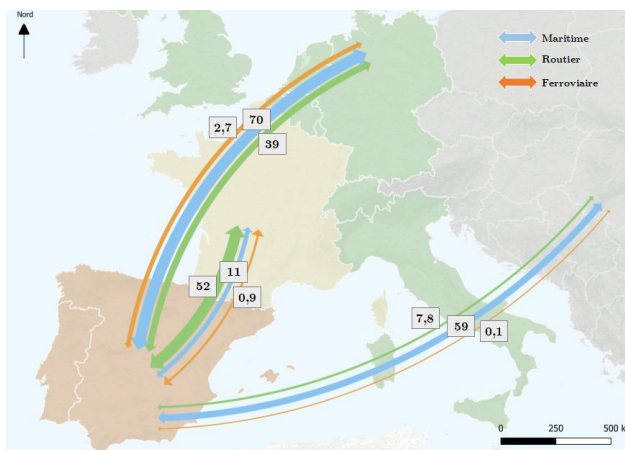 Nord
Maritime
Routier
Ferroviaire
2,7
70
39
52
11
0,9
7,8
59
0,1
0 250 500 k